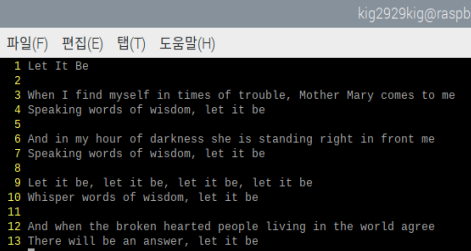 kig2929kig@raspb
파일(F) 편집(E) 탭(T) 도움말(H)
1 Let It Be
2
3 When I find myself in times of trouble, Mother Mary comes to me
4 Speaking words of wisdom, let it be
5
6 And in my hour of darkness she is standing right in front me
7 Speaking words of wisdom, let it be
8
9 Let it be, let it be, let it be, let it be
10 Whisper words of wisdom, let it be
11
12 And when the broken hearted people living in the world agree
13 There will be an answer, let it be